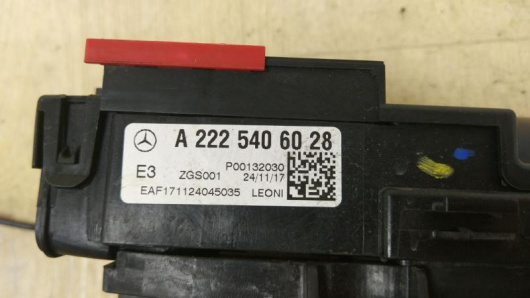 A 222 540 60 28
E3 ZGS001 P00132030
24/11/17
EAF171124045035 LEONI